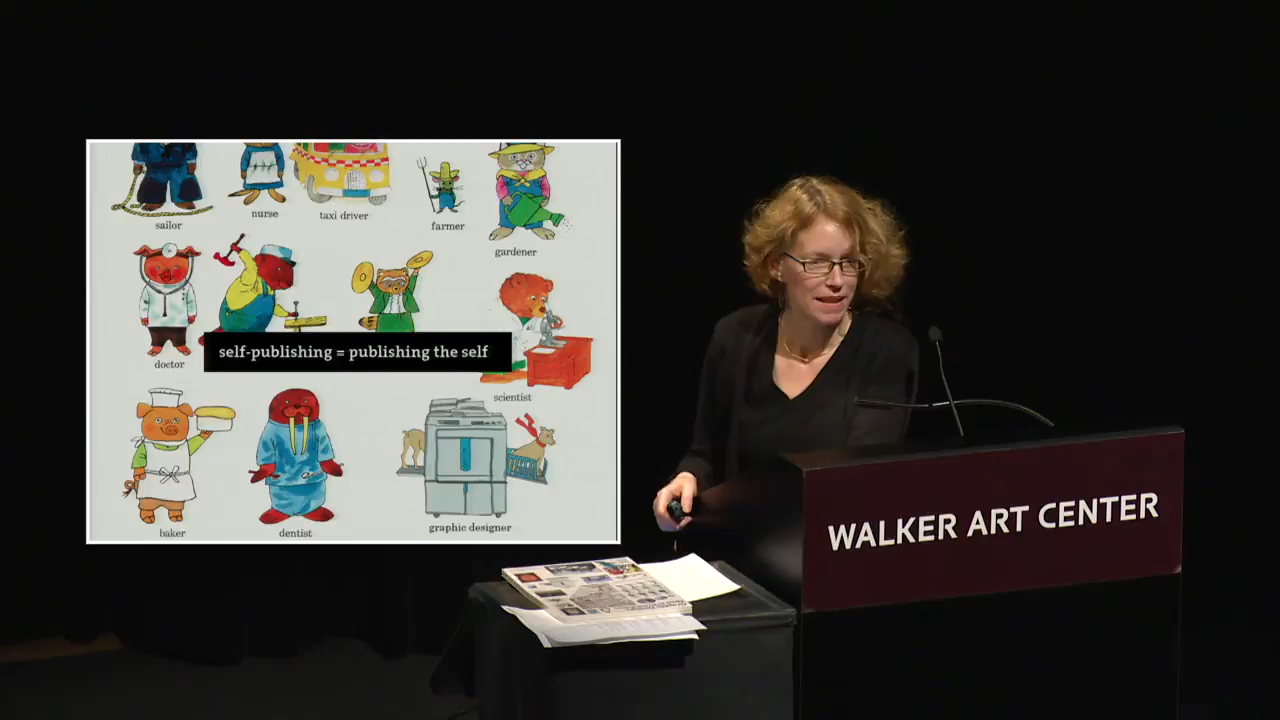 nurse
taxi driver
sailor
farmer
gardener
doctor
self-publishing = publishing the self
scientist
baker
dentist
graphic designer
WALKER ART CENTER